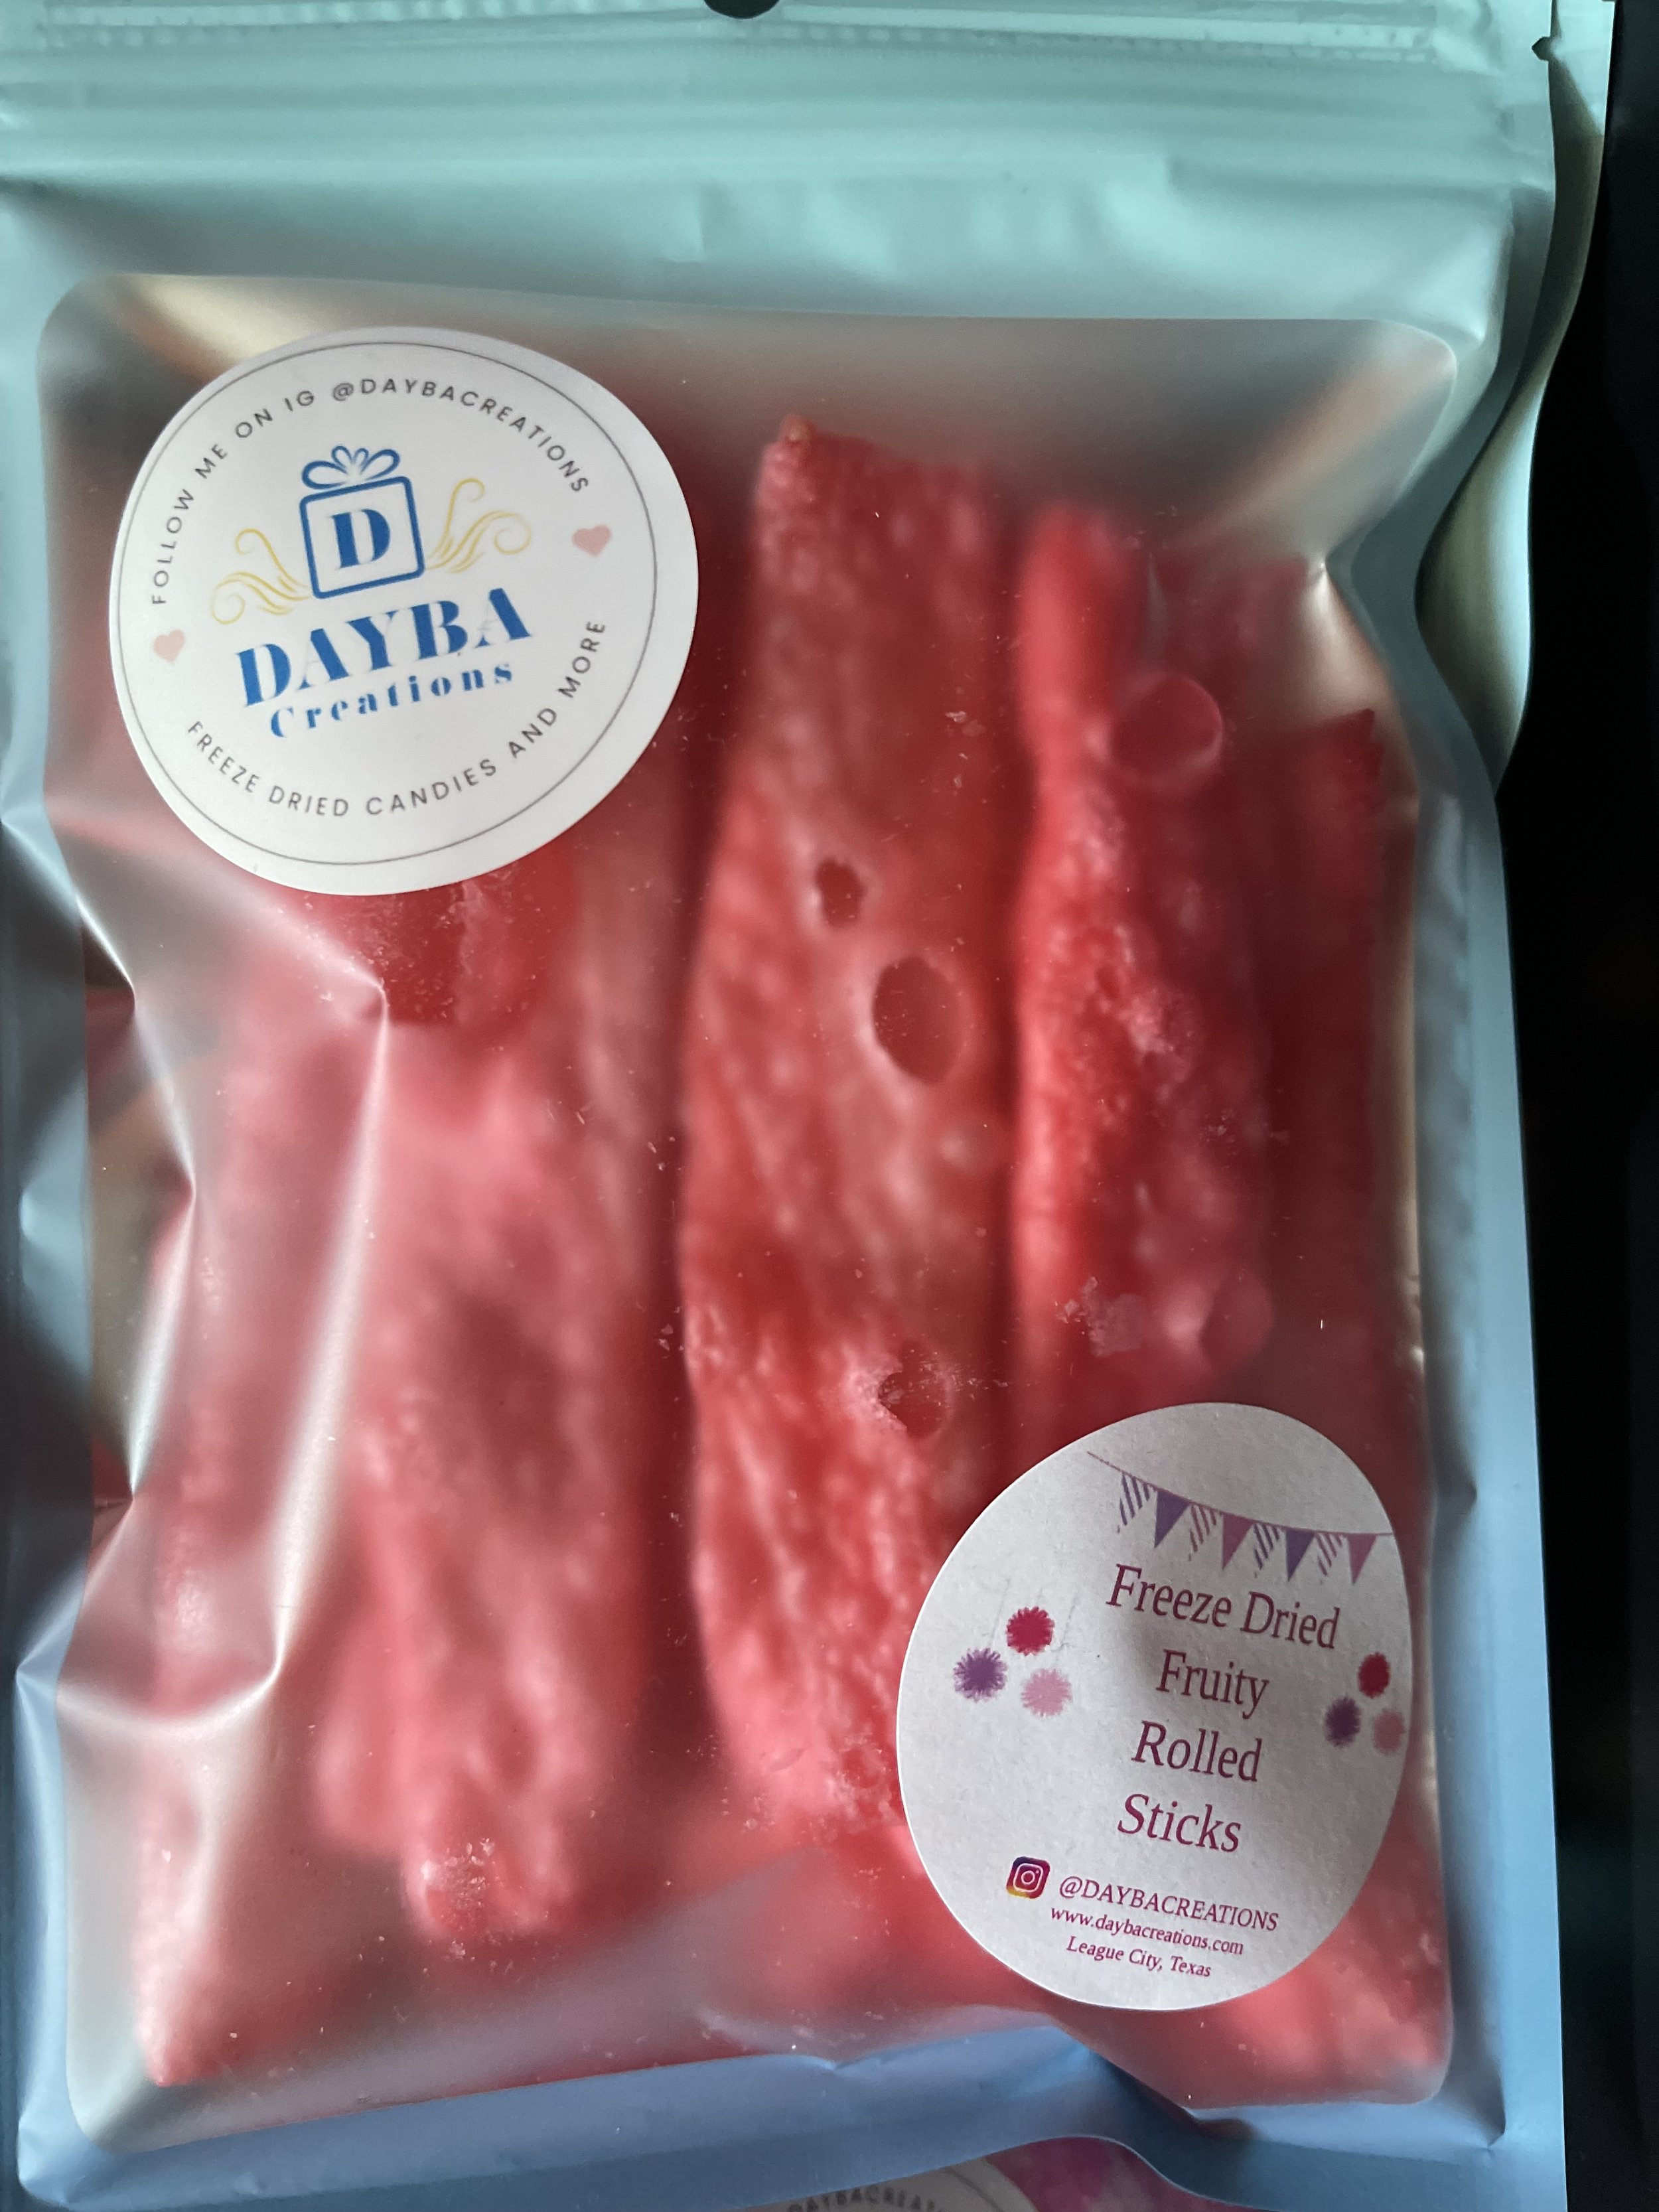 FOLLOW ME ON IG @DAYBACREATIONS
D
DAYBA
Creations
FREEZE DRIED CANDIES AND MORE
Freeze Dried
Fruity
Rolled
Sticks
@DAYBACREATIONS
www.daybacreations.com
League City, Texas